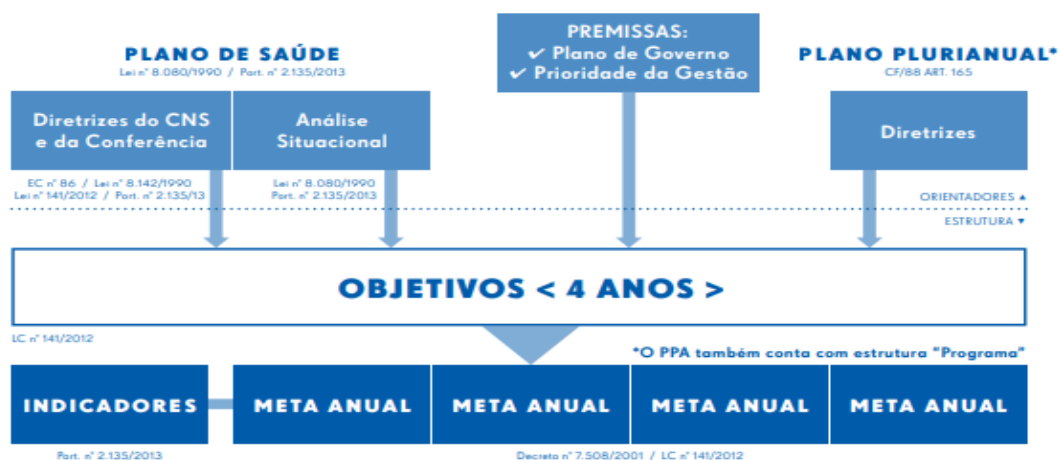 PLANO DE SAÚDE
Lei nº 8.080/1990 / Port. nº 2.135/2013
PREMISSAS:
✓ Plano de Governo
✓ Prioridade da Gestão
PLANO PLURIANUAL*
CF/88 ART. 165
Diretrizes do CNS
e da Conferência
Análise
Situacional
Diretrizes
EC nº 86 / Lei nº 8.142/1990
Lei nº 141/2012 / Port. nº 2.135/13
Lei nº 8.080/1990
Port. nº 2.135/2013
ORIENTADORES ▲
ESTRUTURA ▼
OBJETIVOS < 4 ANOS >
LC nº 141/2012
*O PPA também conta com estrutura "Programa"
INDICADORES
META ANUAL
META ANUAL
META ANUAL
META ANUAL
Port. nº 2.135/2013
Decreto nº 7.508/2001 / LC nº 141/2012